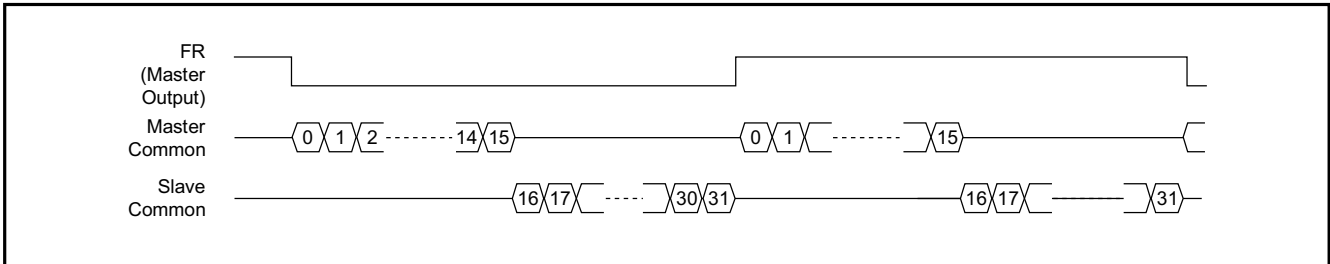 FR
(Master
Output)
Master
Common
0 1 2 14 15 0 1 15
Slave
Common
16 17 30 31 16 17 31